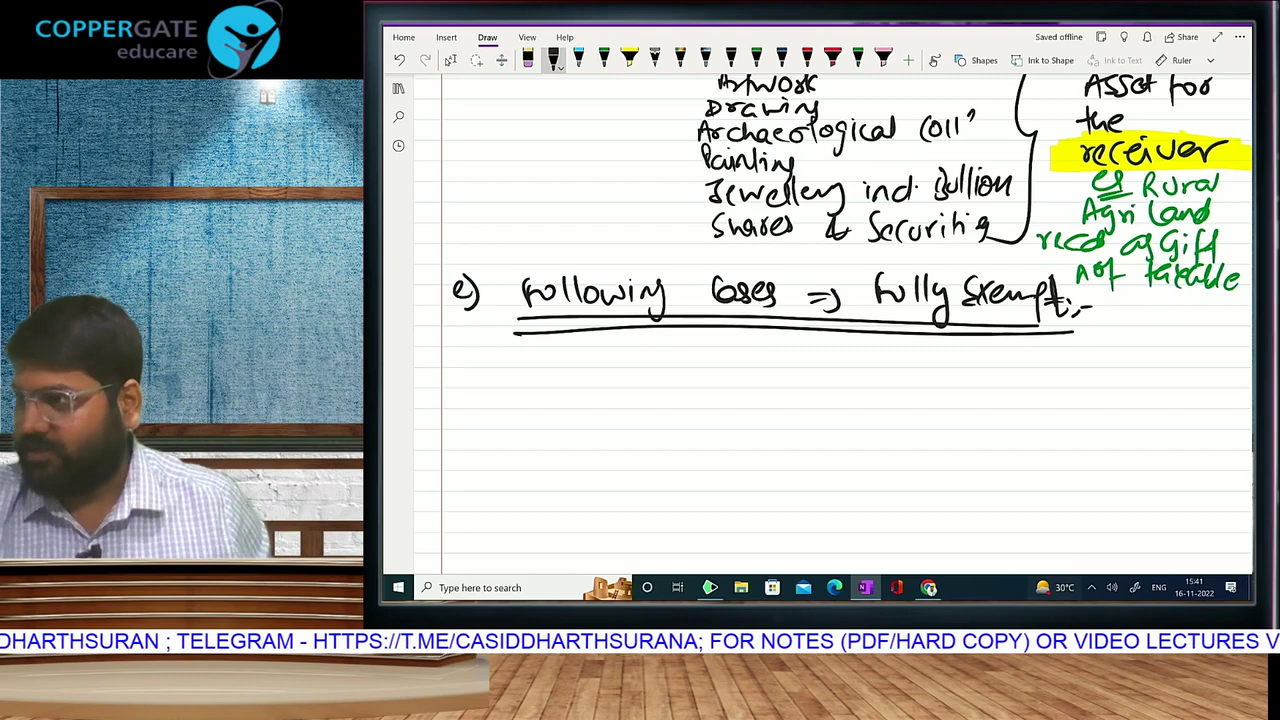 COPPERGATE
educare
Saved offline
Share
Home Insert Draw View Help
Shapes Ink to Shape Ink to Text Ruler
Artwork
Drawing
Archaeological Coll'
Painting
Jewellery incl. Bullion
Shares & Securities
Asset for
the
receiver
eg Rural
Agri Land
recd as Gift
not taxable
e) Following Cases => Fully Exempt:-
Type here to search
30°C
ENG
15:41
16-11-2022
DHARTHSURAN ; TELEGRAM - HTTPS://T.ME/CASIDDHARTHSURANA; FOR NOTES (PDF/HARD COPY) OR VIDEO LECTURES V